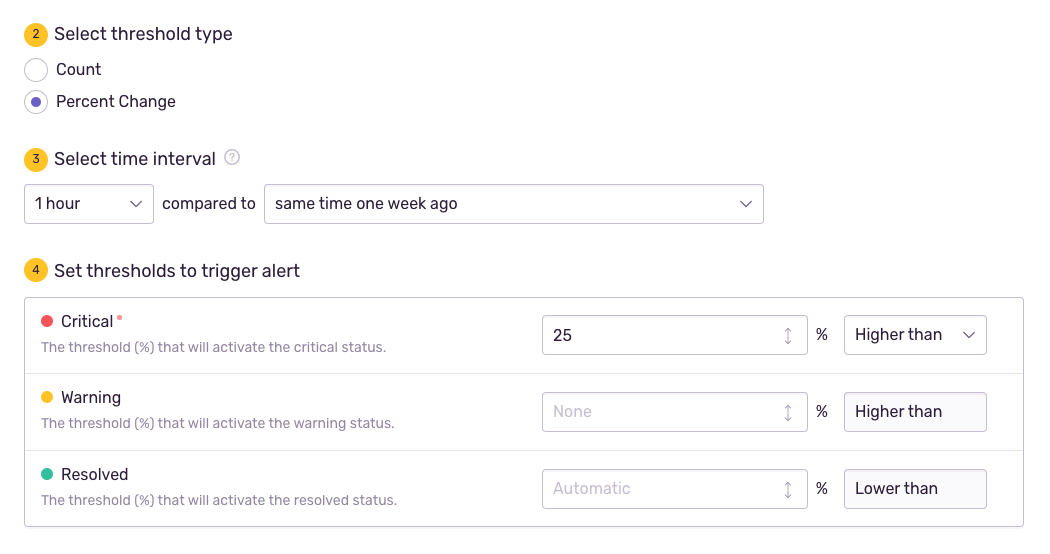 2 Select threshold type
Count
Percent Change
3 Select time interval ?
1 hour compared to same time one week ago
4 Set thresholds to trigger alert
Critical
25 % Higher than
The threshold (%) that will activate the critical status.
Warning
None % Higher than
The threshold (%) that will activate the warning status.
Resolved
Automatic % Lower than
The threshold (%) that will activate the resolved status.